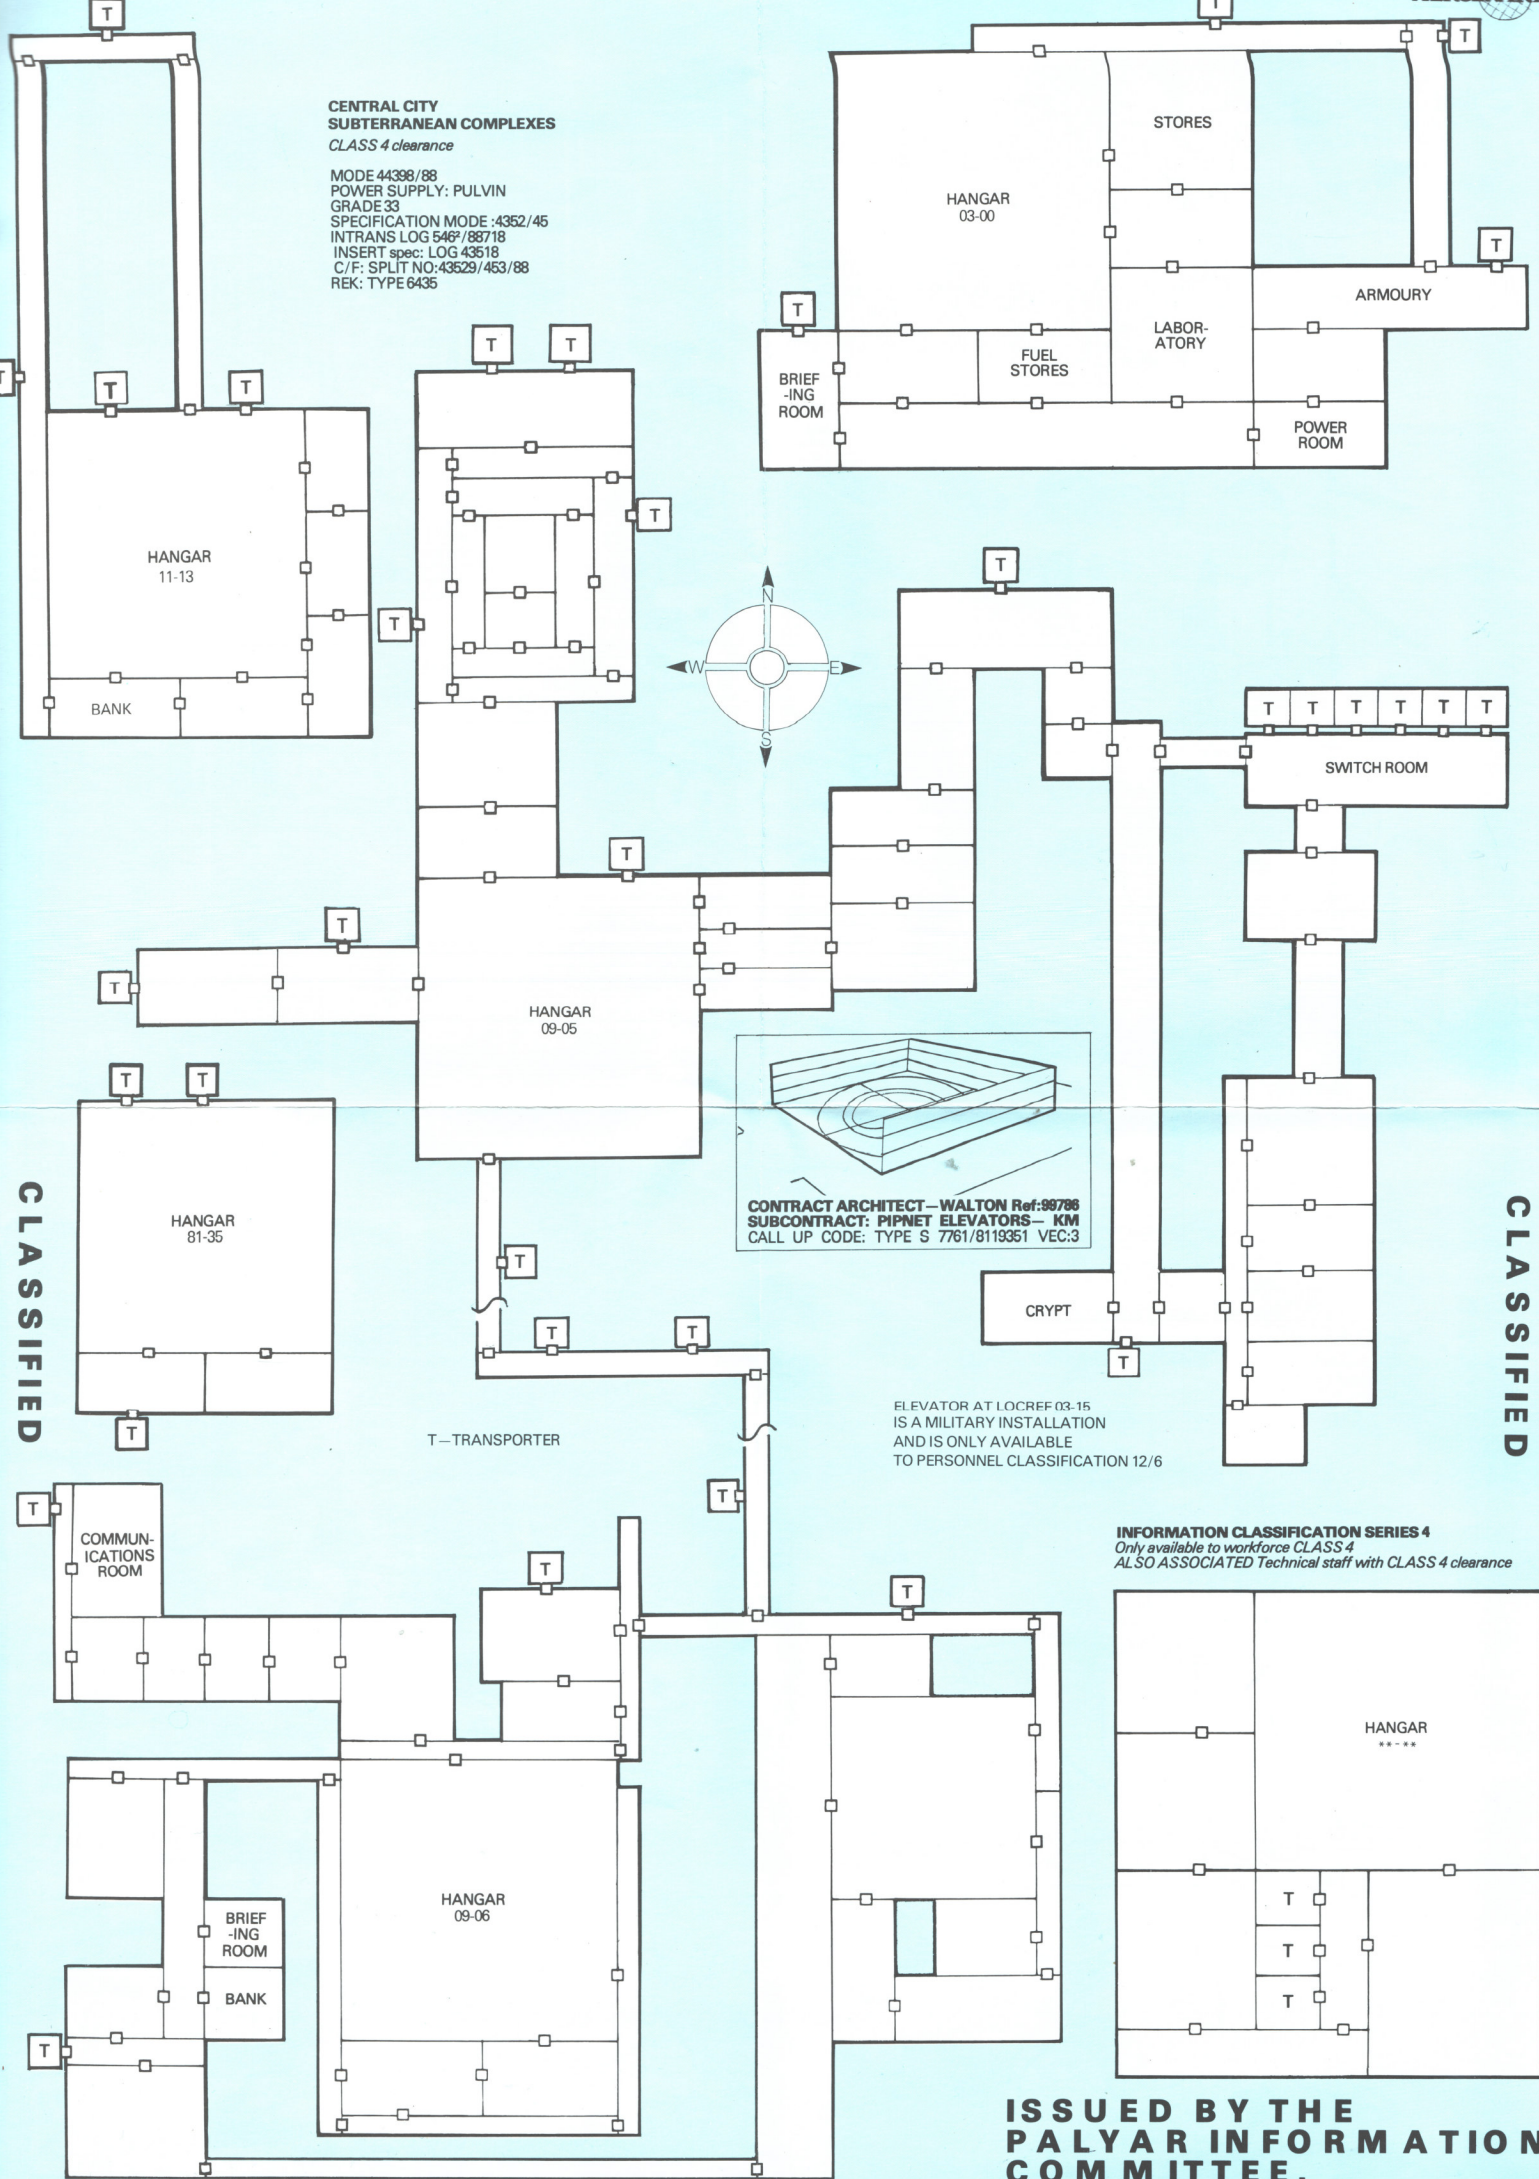 T
T
T
CENTRAL CITY
SUBTERRANEAN COMPLEXES
CLASS 4 clearance
MODE 44398/88
POWER SUPPLY: PULVIN
GRADE 33
SPECIFICATION MODE :4352/45
INTRANS LOG 546²/88718
INSERT spec: LOG 43518
C/F: SPLIT NO:43529/453/88
REK: TYPE 6435
STORES
HANGAR
03-00
T
ARMOURY
T
LABOR-
ATORY
FUEL
STORES
BRIEF
-ING
ROOM
POWER
ROOM
T
T
T
T
T
HANGAR
11-13
BANK
T
T
N
W
E
S
T
T
T
T
T
T
T
SWITCH ROOM
T
T
T
T
HANGAR
09-05
T
T
HANGAR
81-35
T
CLASSIFIED
CONTRACT ARCHITECT—WALTON Ref:99786
SUBCONTRACT: PIPNET ELEVATORS— KM
CALL UP CODE: TYPE S 7761/8119351 VEC:3
CLASSIFIED
T
T
T
CRYPT
T
T—TRANSPORTER
ELEVATOR AT LOCREF 03-15
IS A MILITARY INSTALLATION
AND IS ONLY AVAILABLE
TO PERSONNEL CLASSIFICATION 12/6
T
T
COMMUN-
ICATIONS
ROOM
T
T
INFORMATION CLASSIFICATION SERIES 4
Only available to workforce CLASS 4
ALSO ASSOCIATED Technical staff with CLASS 4 clearance
HANGAR
**-**
T
T
T
HANGAR
09-06
BRIEF
-ING
ROOM
BANK
T
ISSUED BY THE
PALYAR INFORMATION
COMMITTEE.